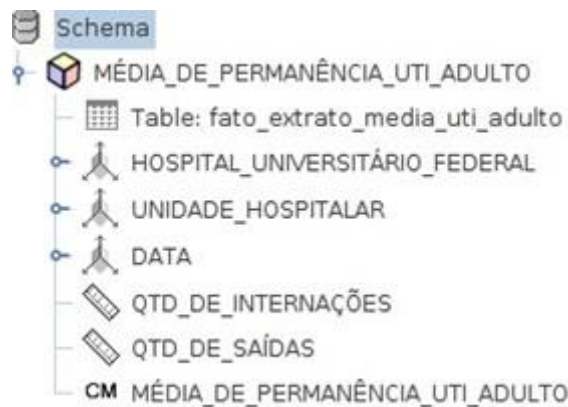 Schema
MÉDIA_DE_PERMANÊNCIA_UTI_ADULTO
Table: fato_extrato_media_uti_adulto
HOSPITAL_UNIVERSITÁRIO_FEDERAL
UNIDADE_HOSPITALAR
DATA
QTD_DE_INTERNAÇÕES
QTD_DE_SAÍDAS
CM MÉDIA_DE_PERMANÊNCIA_UTI_ADULTO